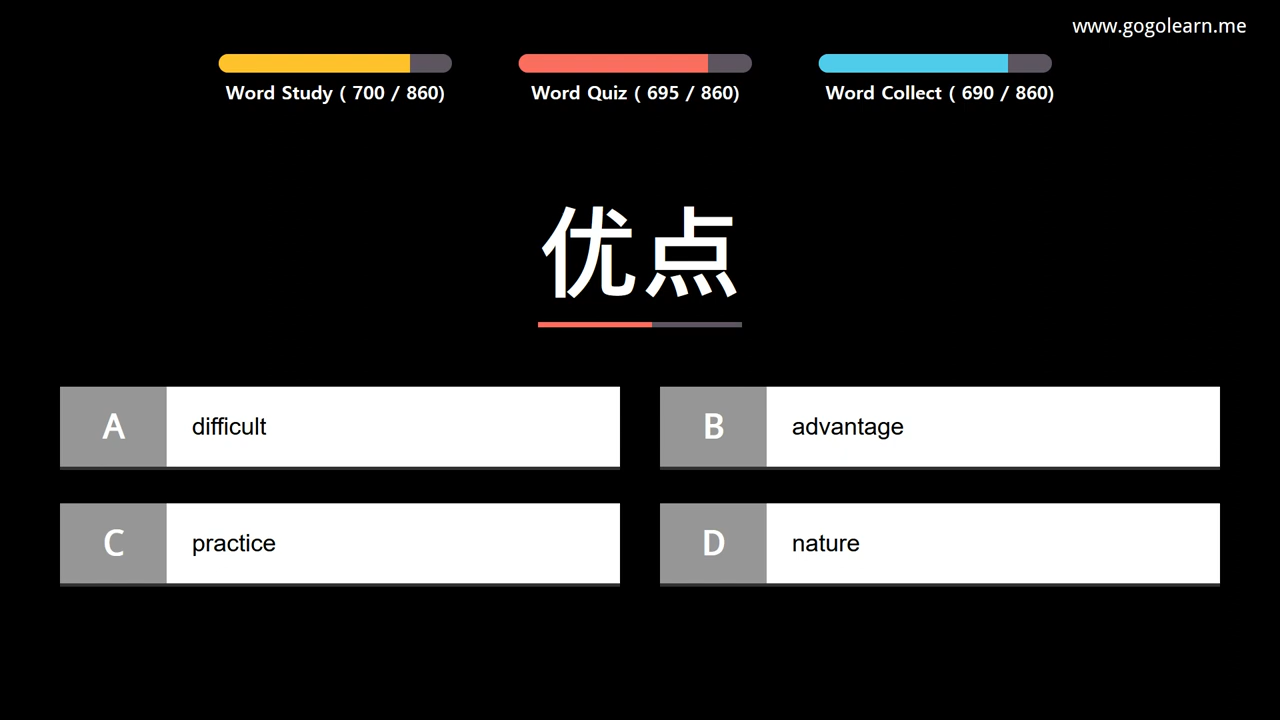 www.gogolearn.me
Word Study ( 700 / 860)
Word Quiz ( 695 / 860)
Word Collect ( 690 / 860)
优点
A difficult
B advantage
C practice
D nature